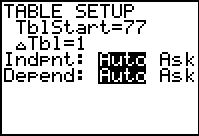 TABLE SETUP
TblStart=77
△Tbl=1
Indpnt: Auto Ask
Depend: Auto Ask